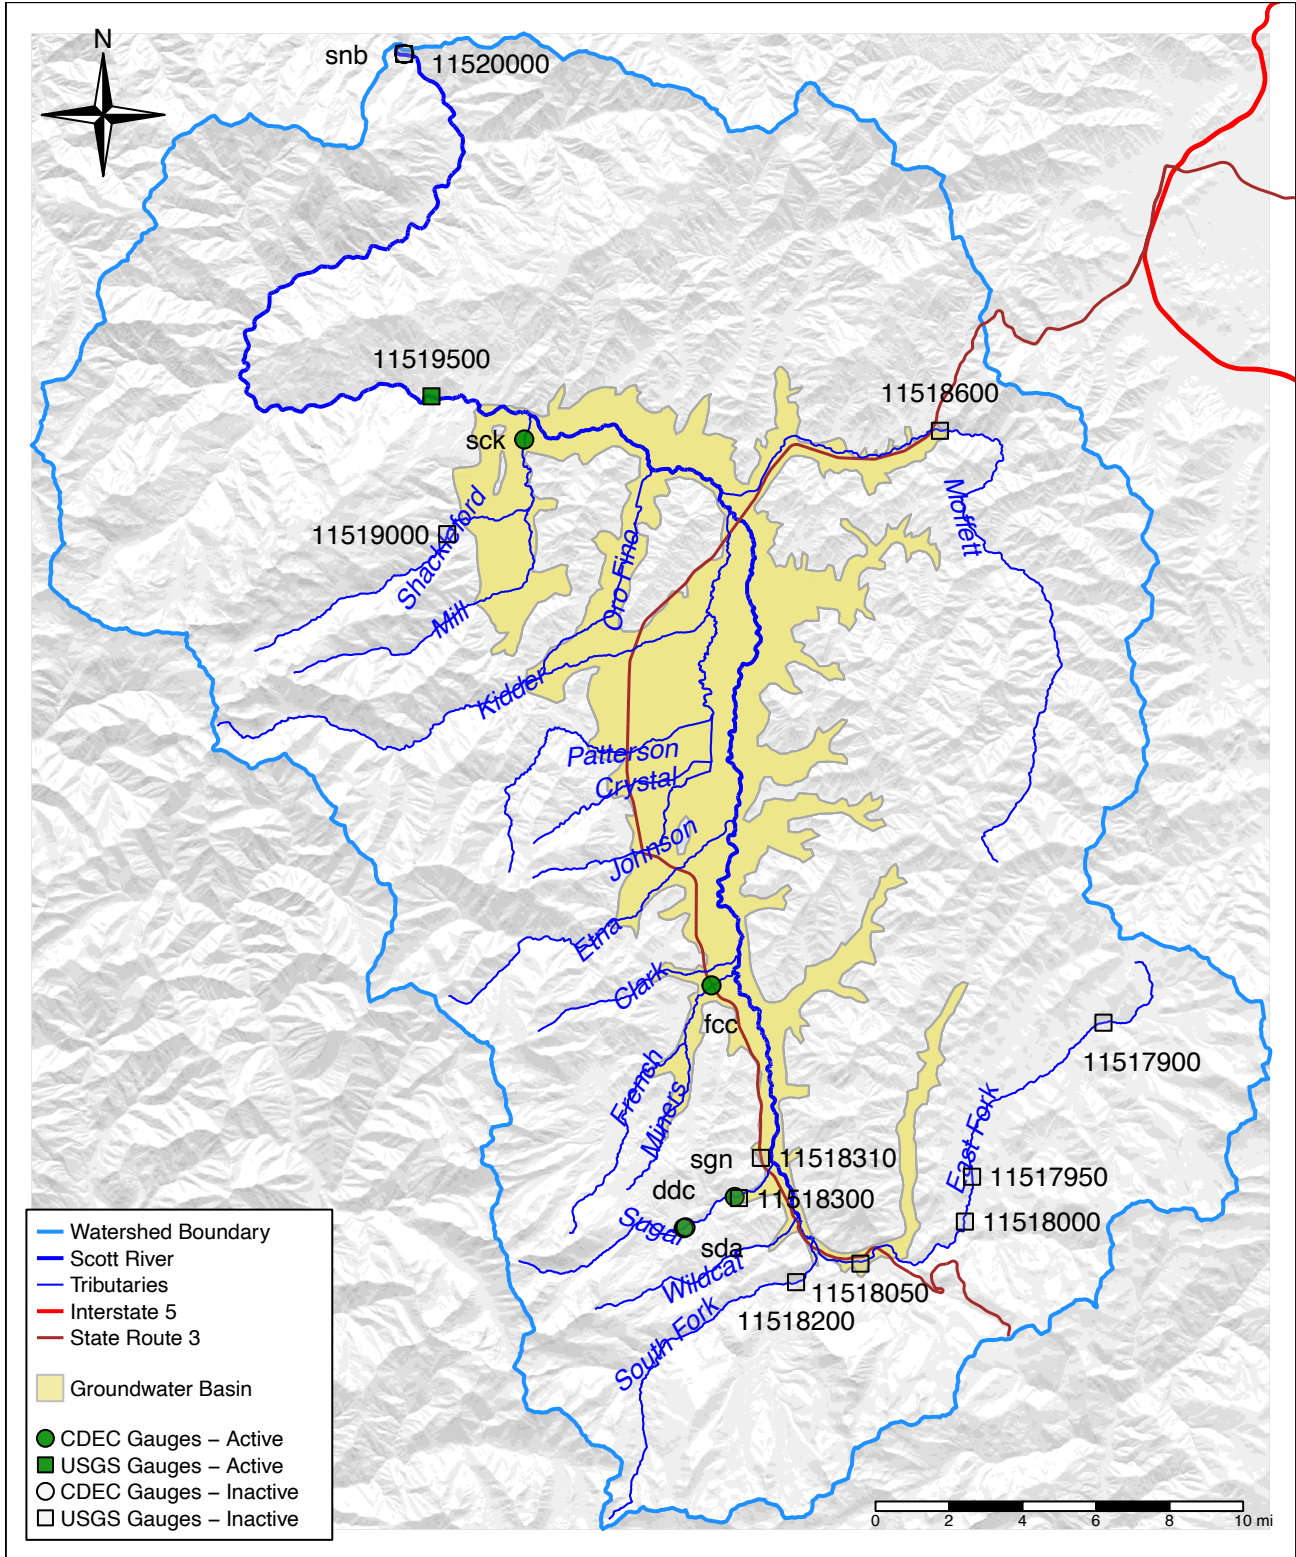 N
snb
11520000
11519500
11518600
sck
Moffett
11519000
Shackleford
Oro Fino
Mill
Kidder
Patterson
Crystal
Johnson
Etna
Clark
fcc
11517900
French
Miners
East Fork
sgn
11518310
11517950
ddc
11518300
11518000
Sugar
sda
Wildcat
11518050
11518200
South Fork
Watershed Boundary
Scott River
Tributaries
Interstate 5
State Route 3
Groundwater Basin
CDEC Gauges – Active
USGS Gauges – Active
CDEC Gauges – Inactive
USGS Gauges – Inactive
0 2 4 6 8 10 mi